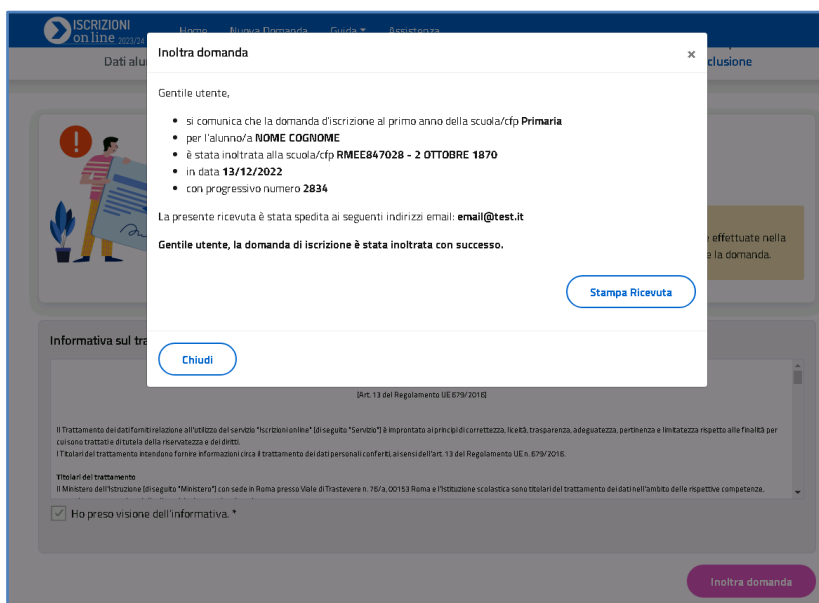 ISCRIZIONI
on line 2023/24
Home Nuova Domanda Guida Assistenza
Dati alu
clusione
Inoltra domanda ×
Gentile utente,
• si comunica che la domanda d'iscrizione al primo anno della scuola/cfp Primaria
• per l'alunno/a NOME COGNOME
• è stata inoltrata alla scuola/cfp RMEE847028 - 2 OTTOBRE 1870
• in data 13/12/2022
• con progressivo numero 2834
La presente ricevuta è stata spedita ai seguenti indirizzi email: email@test.it
Gentile utente, la domanda di iscrizione è stata inoltrata con successo.
effettuate nella
e la domanda.
Stampa Ricevuta
Chiudi
Informativa sul tra
[Art. 13 del Regolamento UE 679/2016]
Il Trattamento dei dati forniti relazione all'utilizzo del servizio "Iscrizioni online" (di seguito "Servizio") è improntato ai principi di correttezza, liceità, trasparenza, adeguatezza, pertinenza e limitatezza rispetto alle finalità per
cui sono trattati e di tutela della riservatezza e dei diritti.
I Titolari del trattamento intendono fornire informazioni circa il trattamento dei dati personali conferiti, ai sensi dell'art. 13 del Regolamento UE n. 679/2016.
Titolari del trattamento
Il Ministero dell'Istruzione (di seguito "Ministero") con sede in Roma presso Viale di Trastevere n. 76/a, 00153 Roma e l'Istituzione scolastica sono titolari del trattamento dei dati nell'ambito delle rispettive competenze,
Ho preso visione dell'informativa. *
Inoltra domanda